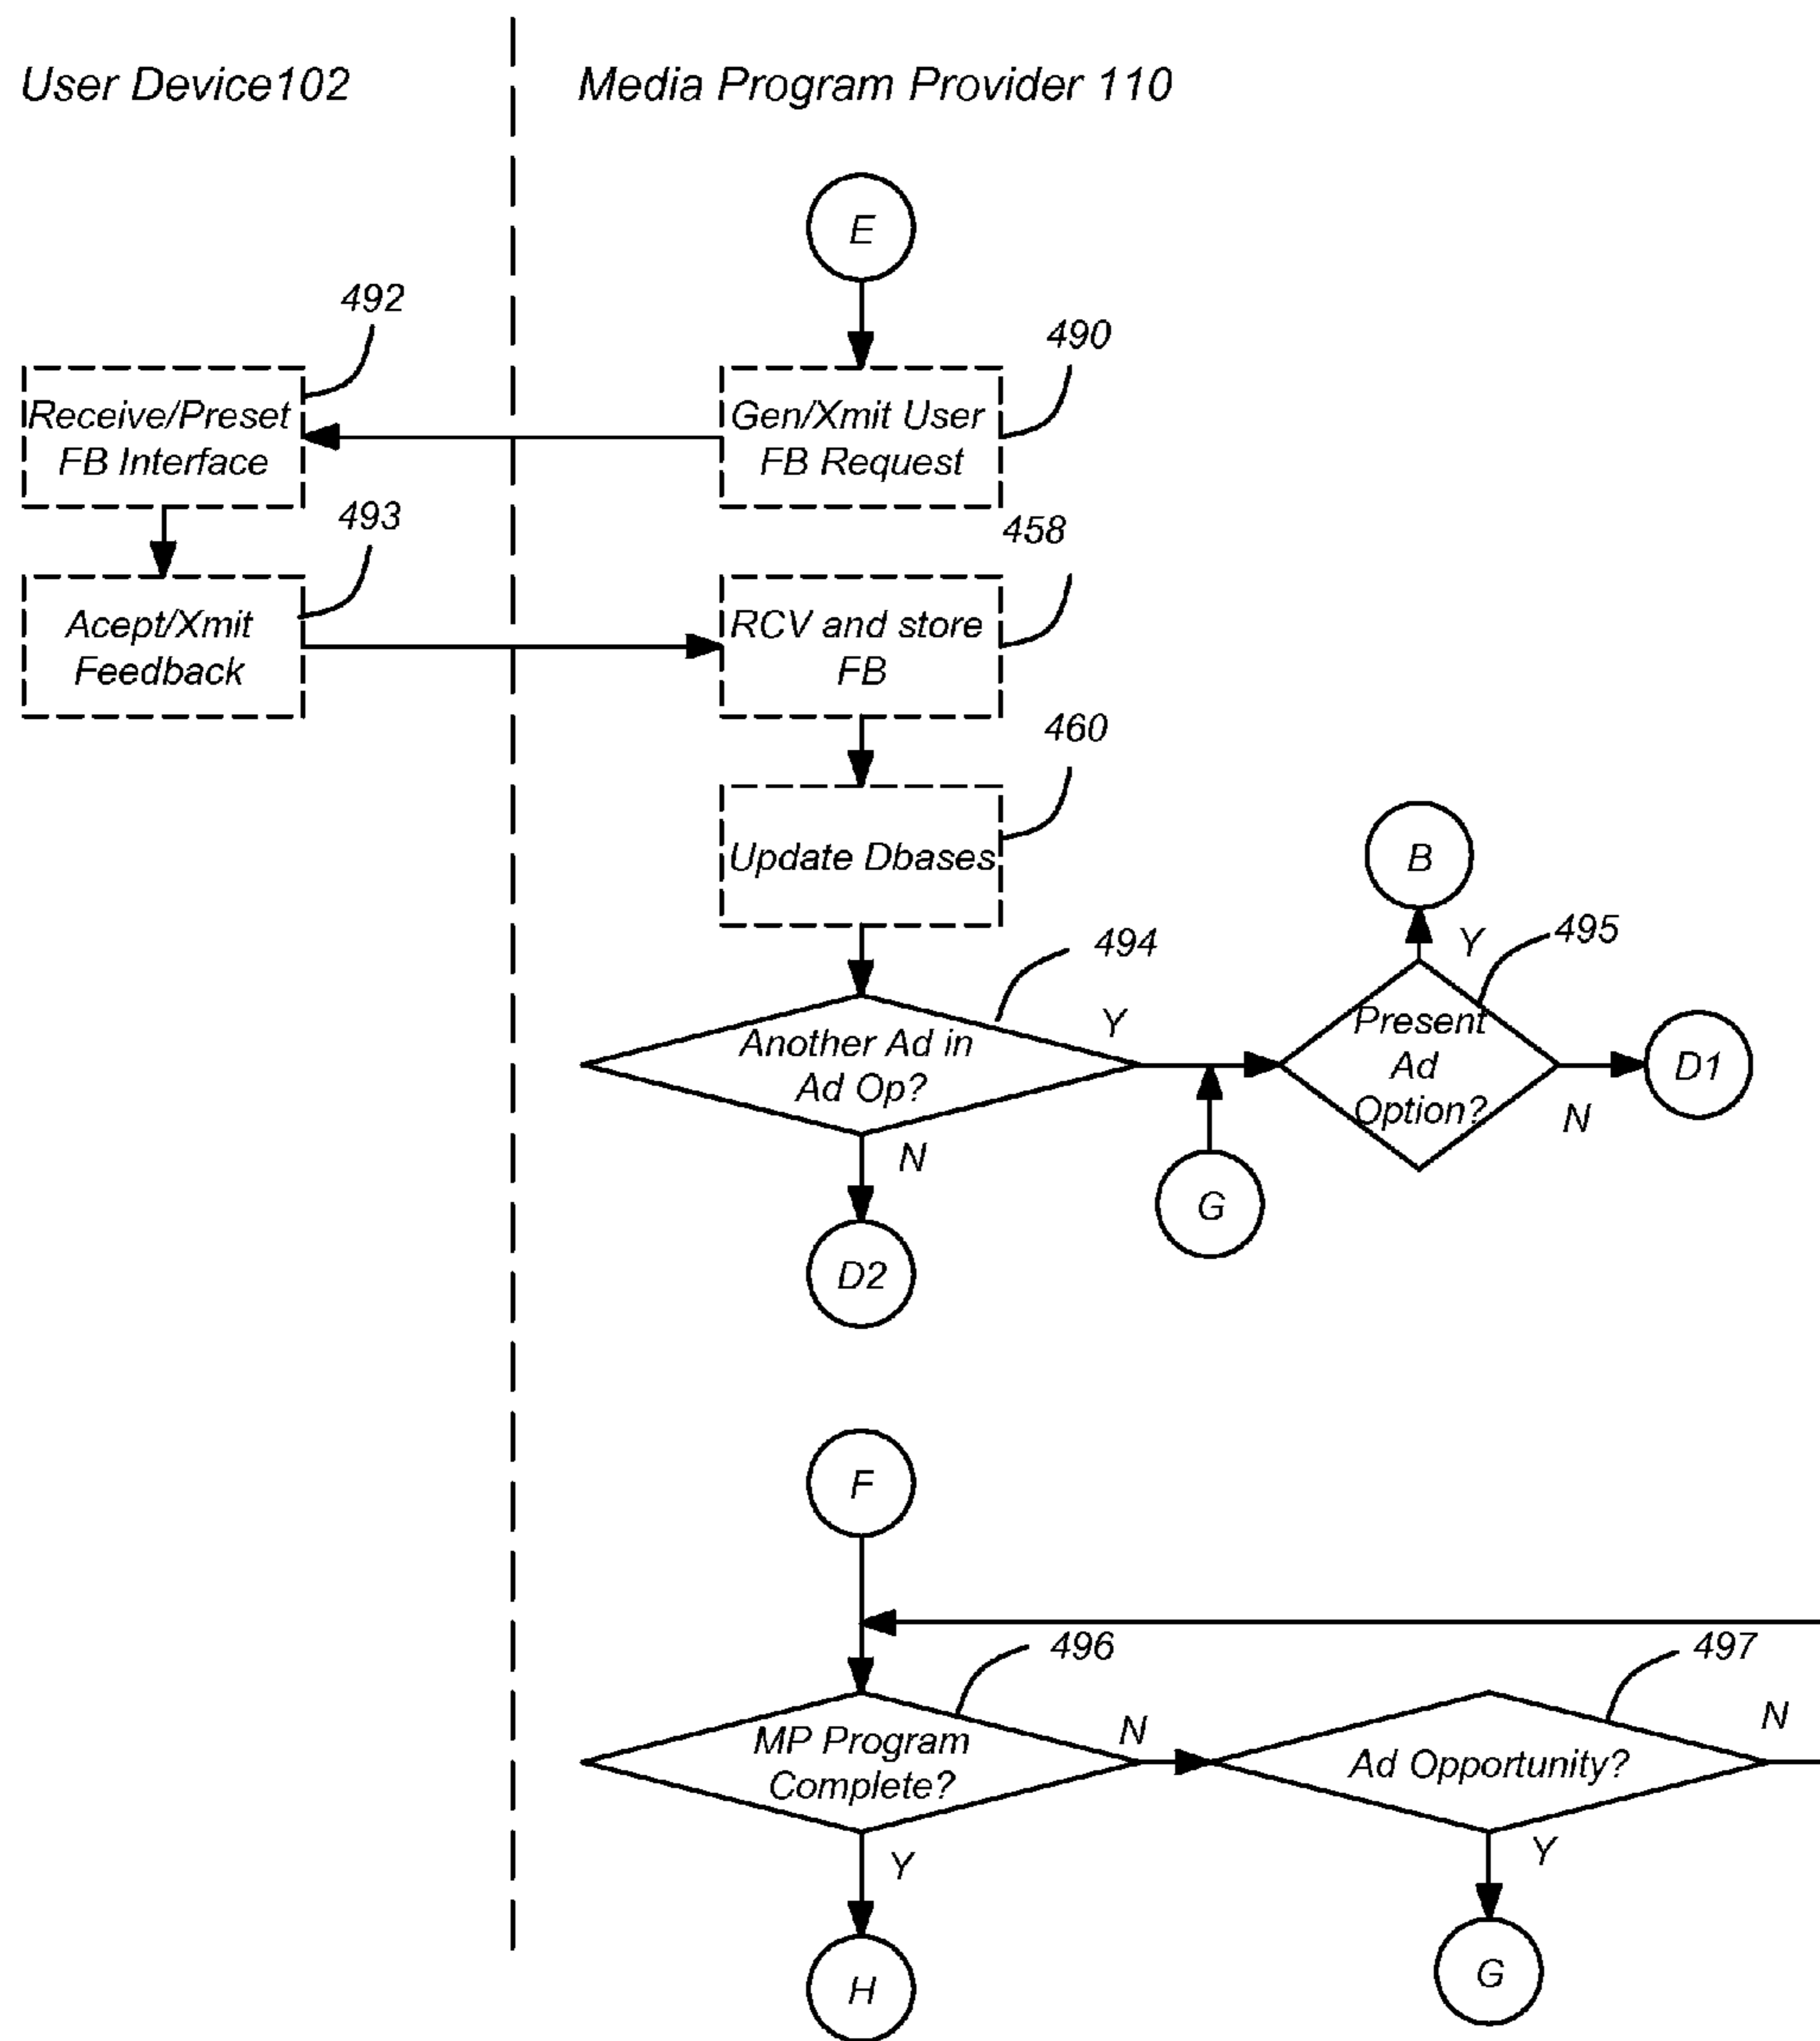 User Device102
Media Program Provider 110
E
492
490
Receive/Preset
FB Interface
Gen/Xmit User
FB Request
493
458
Acept/Xmit
Feedback
RCV and store
FB
460
Update Dbases
B
494
Y
495
Another Ad in
Ad Op?
Y
Present
Ad
Option?
D1
N
N
G
D2
F
496
497
MP Program
Complete?
N
Ad Opportunity?
N
Y
Y
H
G